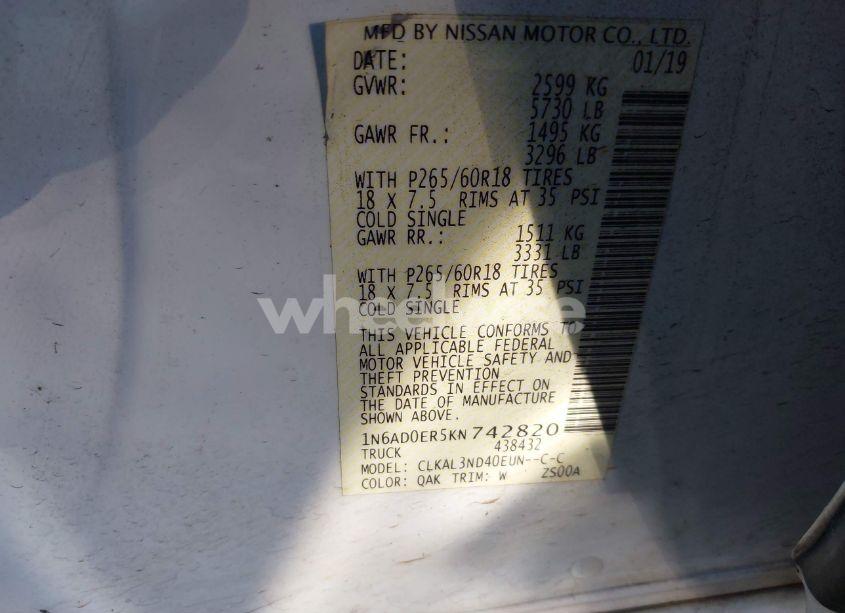 MFD BY NISSAN MOTOR CO., LTD.
DATE: 01/19
GVWR: 2599 KG
5730 LB
GAWR FR.: 1495 KG
3296 LB
WITH P265/60R18 TIRES
18 X 7.5 RIMS AT 35 PSI
COLD SINGLE
GAWR RR.: 1511 KG
3331 LB
WITH P265/60R18 TIRES
18 X 7.5 RIMS AT 35 PSI
COLD SINGLE
wheelwise
THIS VEHICLE CONFORMS TO
ALL APPLICABLE FEDERAL
MOTOR VEHICLE SAFETY AND
THEFT PREVENTION
STANDARDS IN EFFECT ON
THE DATE OF MANUFACTURE
SHOWN ABOVE.
1N6AD0ER5KN742820
TRUCK 438432
MODEL: CLKAL3ND40EUN--C-C
COLOR: QAK TRIM: W ZS00A